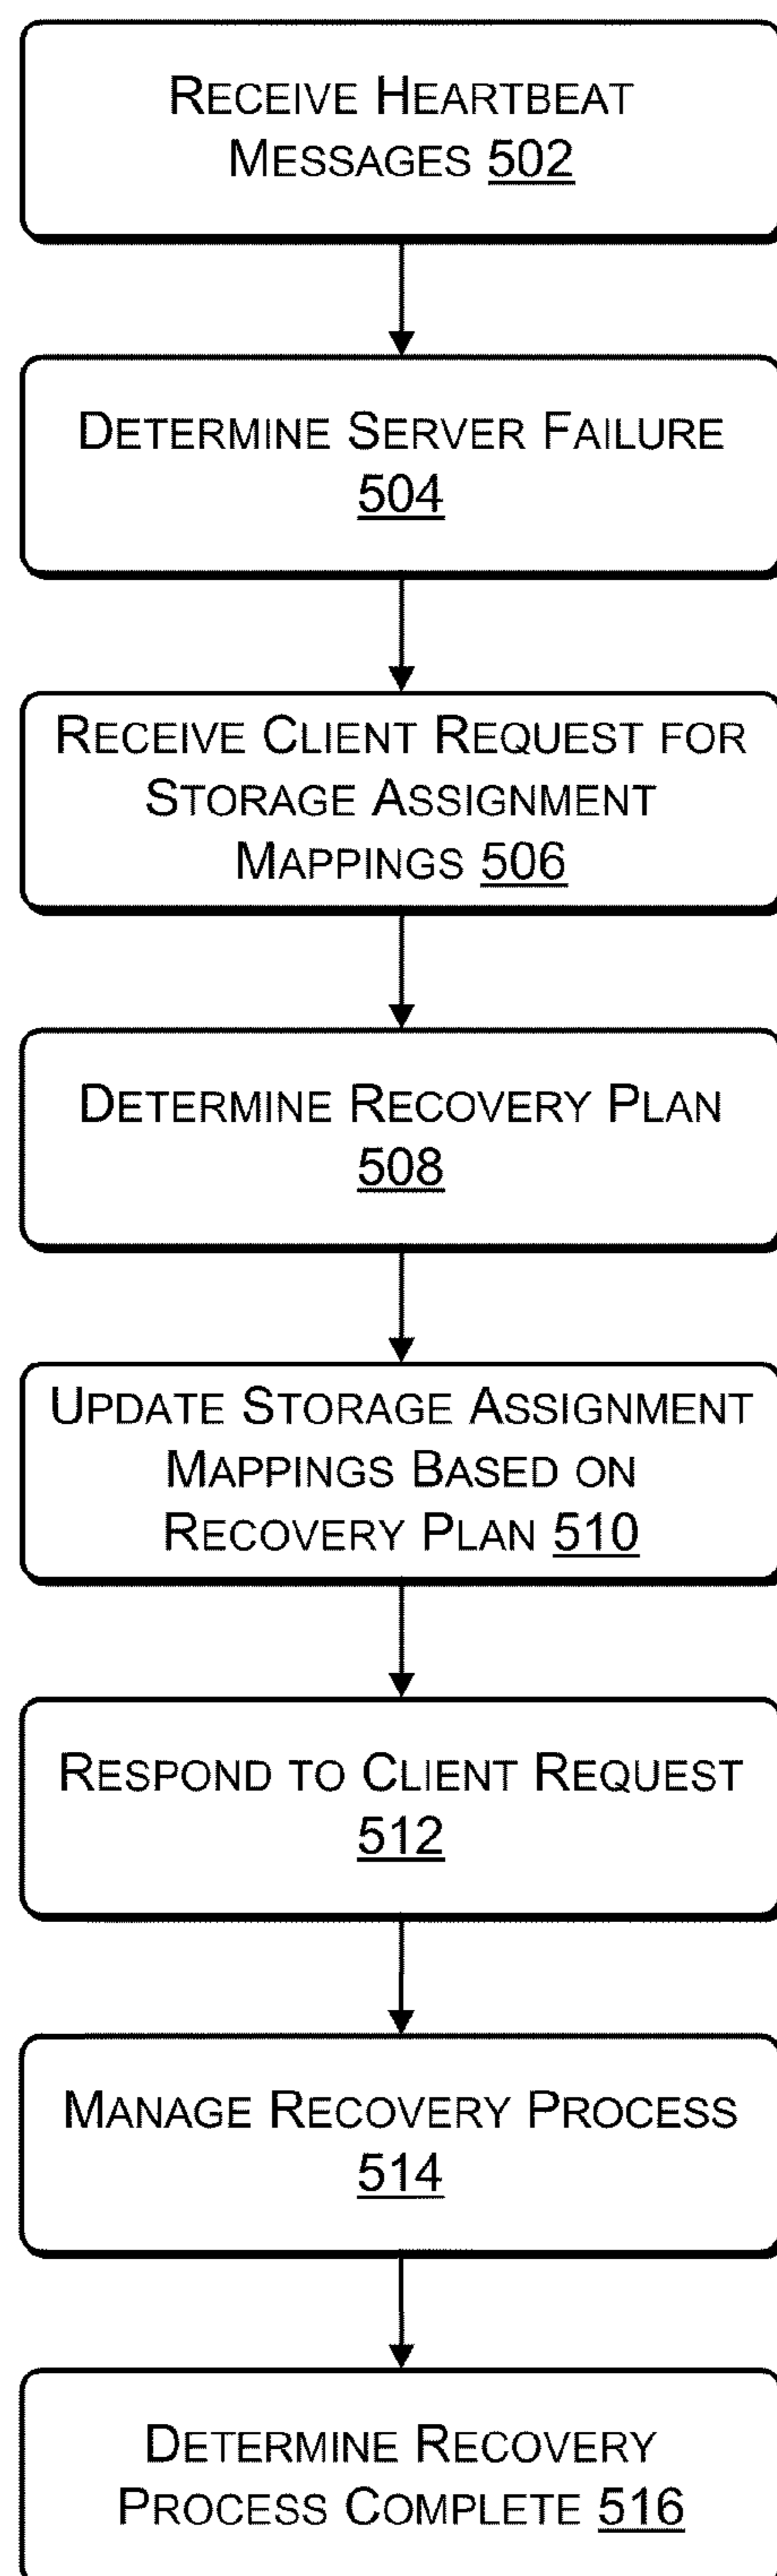 RECEIVE HEARTBEAT
MESSAGES 502
DETERMINE SERVER FAILURE
504
RECEIVE CLIENT REQUEST FOR
STORAGE ASSIGNMENT
MAPPINGS 506
DETERMINE RECOVERY PLAN
508
UPDATE STORAGE ASSIGNMENT
MAPPINGS BASED ON
RECOVERY PLAN 510
RESPOND TO CLIENT REQUEST
512
MANAGE RECOVERY PROCESS
514
DETERMINE RECOVERY
PROCESS COMPLETE 516